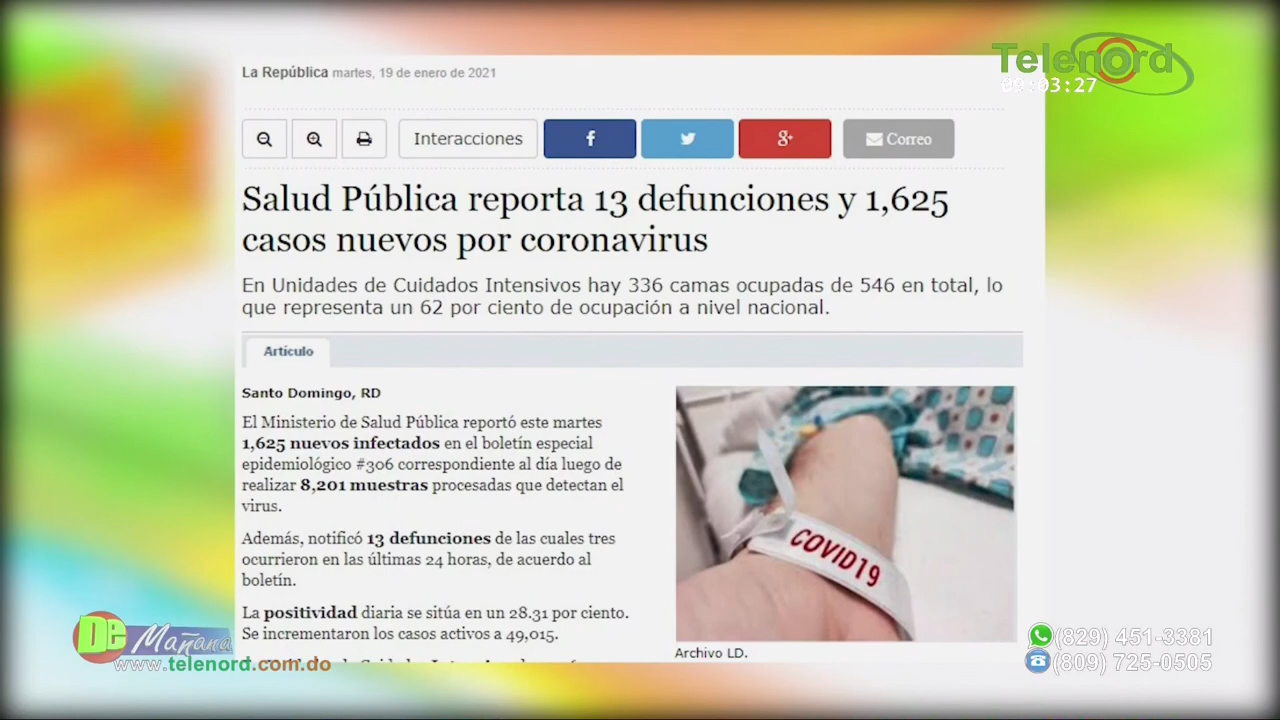 Telenord
09:03:27
La República martes, 19 de enero de 2021
Interacciones
f
g+
Correo
Salud Pública reporta 13 defunciones y 1,625
casos nuevos por coronavirus
En Unidades de Cuidados Intensivos hay 336 camas ocupadas de 546 en total, lo
que representa un 62 por ciento de ocupación a nivel nacional.
Artículo
Santo Domingo, RD
El Ministerio de Salud Pública reportó este martes
1,625 nuevos infectados en el boletín especial
epidemiológico #306 correspondiente al día luego de
realizar 8,201 muestras procesadas que detectan el
virus.
Además, notificó 13 defunciones de las cuales tres
ocurrieron en las últimas 24 horas, de acuerdo al
boletín.
La positividad diaria se sitúa en un 28.31 por ciento.
Se incrementaron los casos activos a 49,015.
COVID19
Archivo LD.
De Mañana
www.telenord.com.do
(829) 451-3381
(809) 725-0505